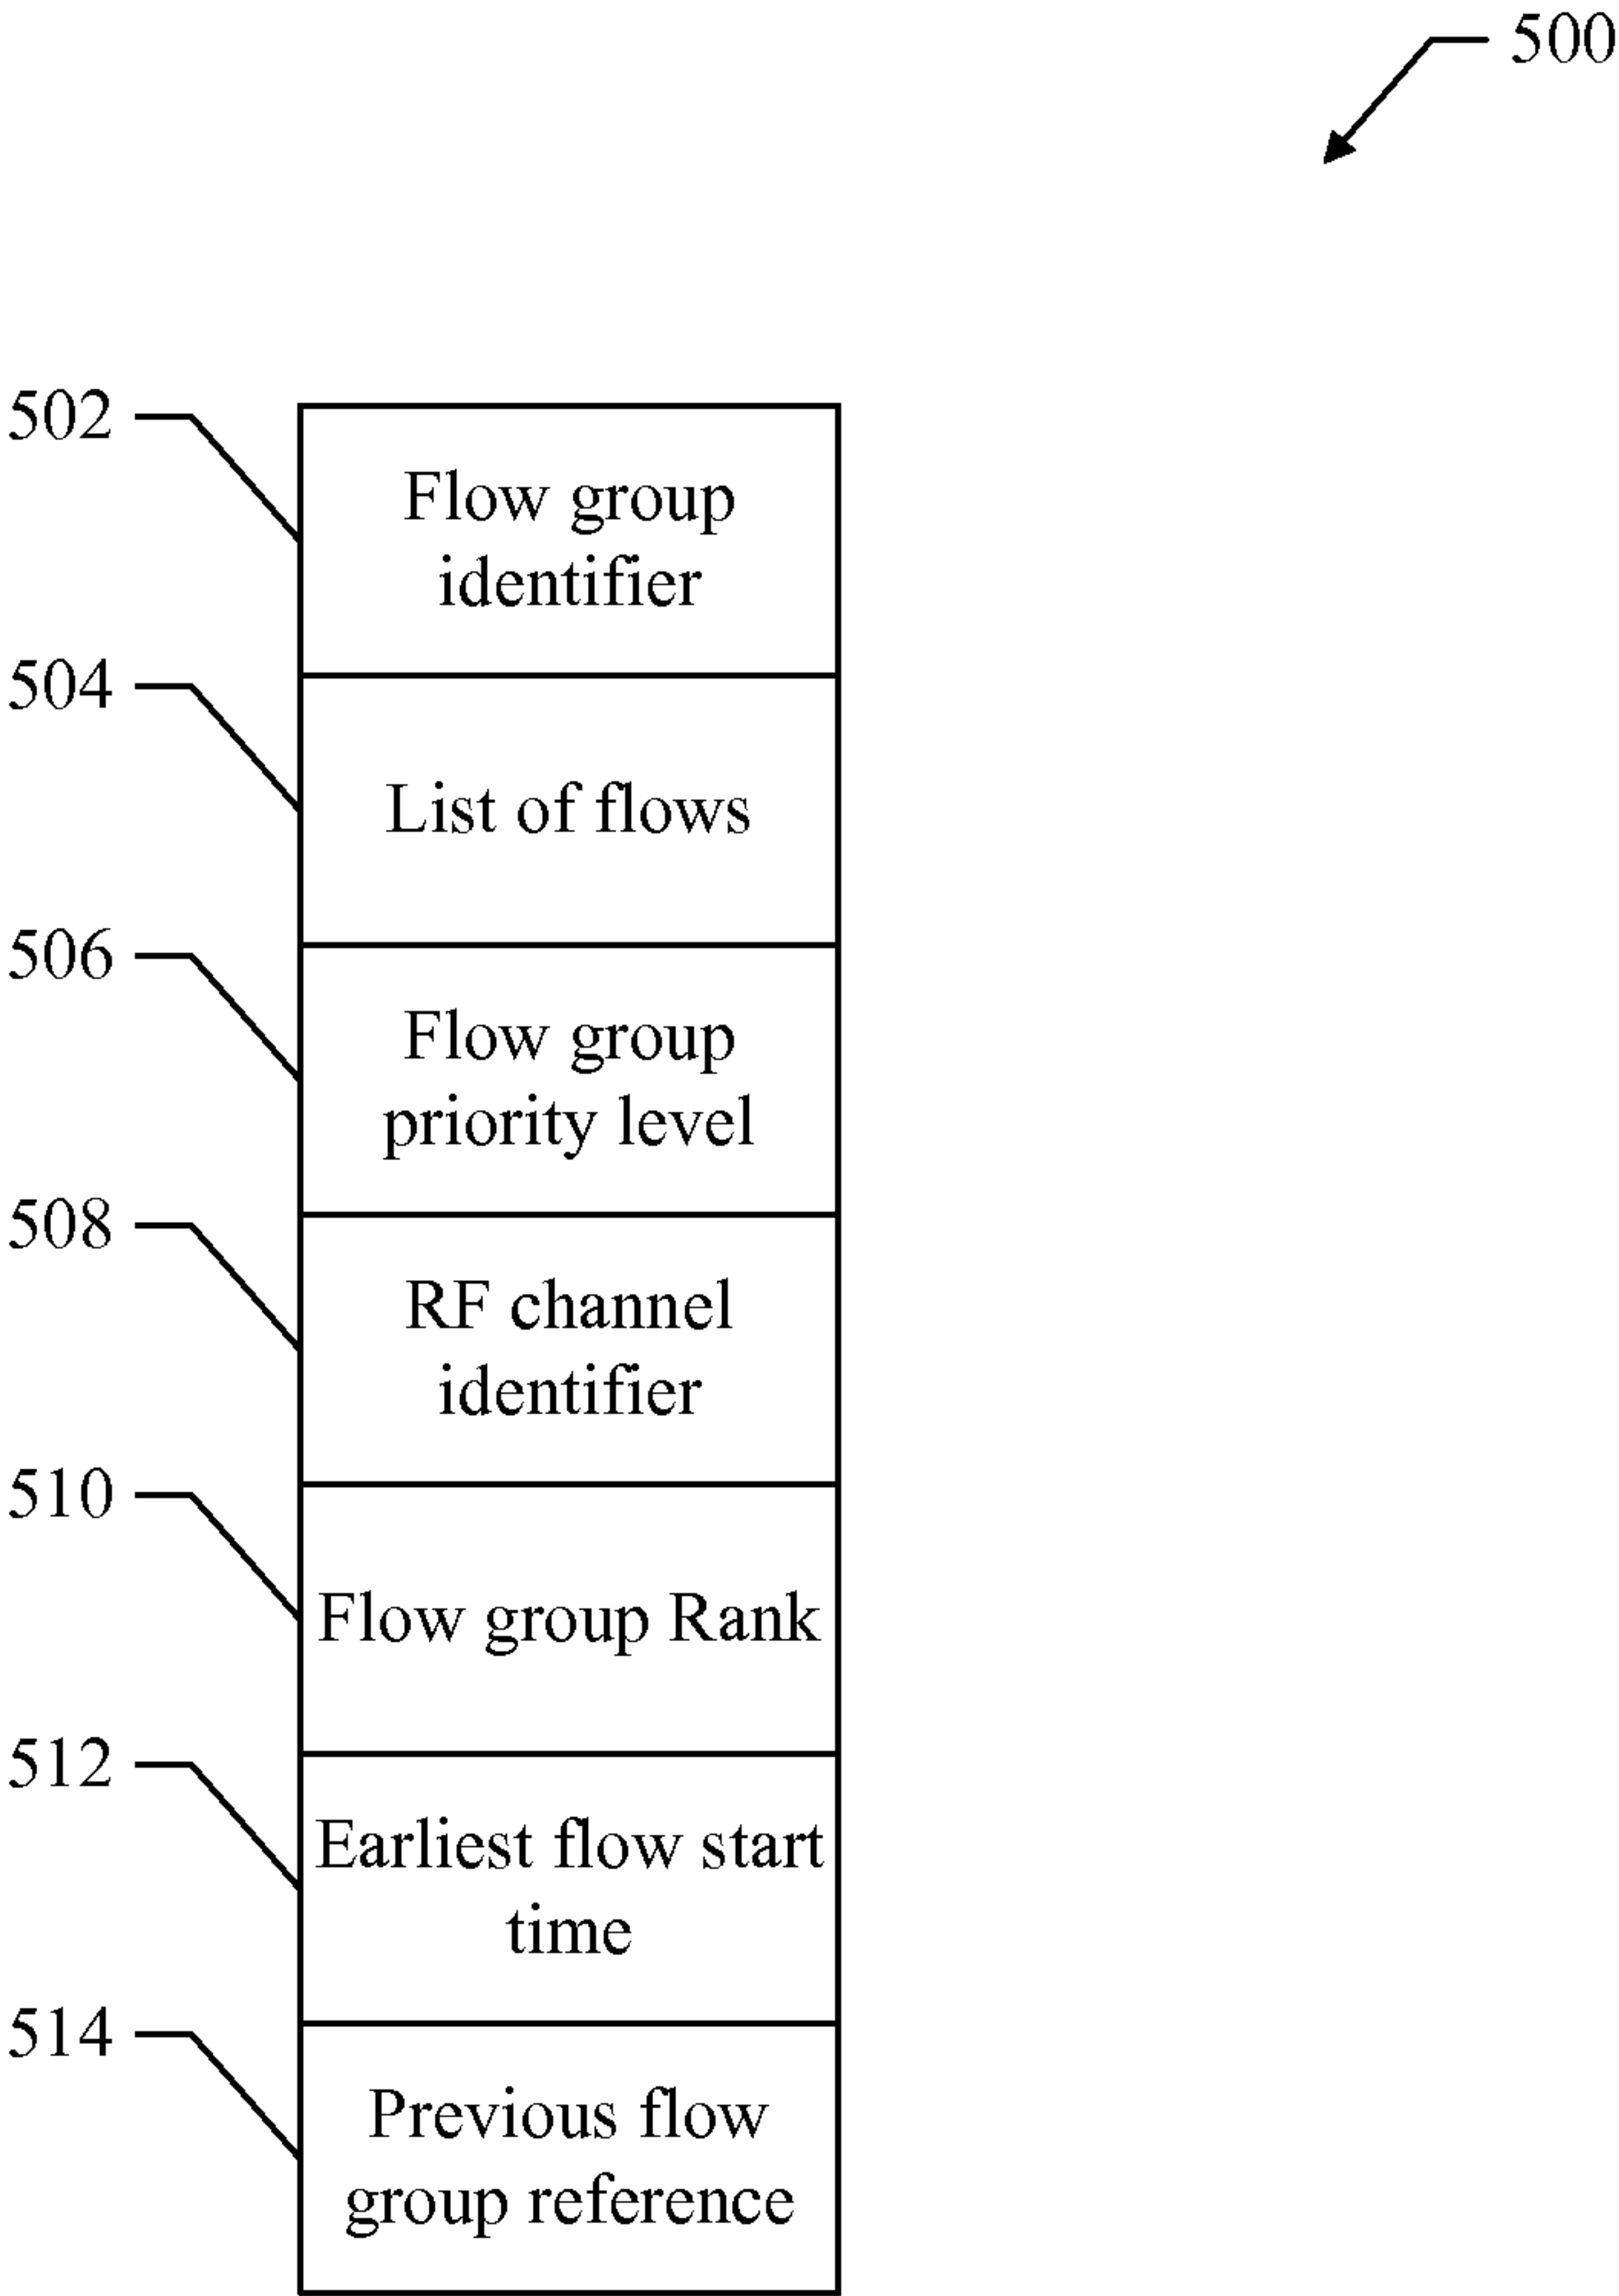 500
502
Flow group
identifier
504
List of flows
506
Flow group
priority level
508
RF channel
identifier
510
Flow group Rank
512
Earliest flow start
time
514
Previous flow
group reference